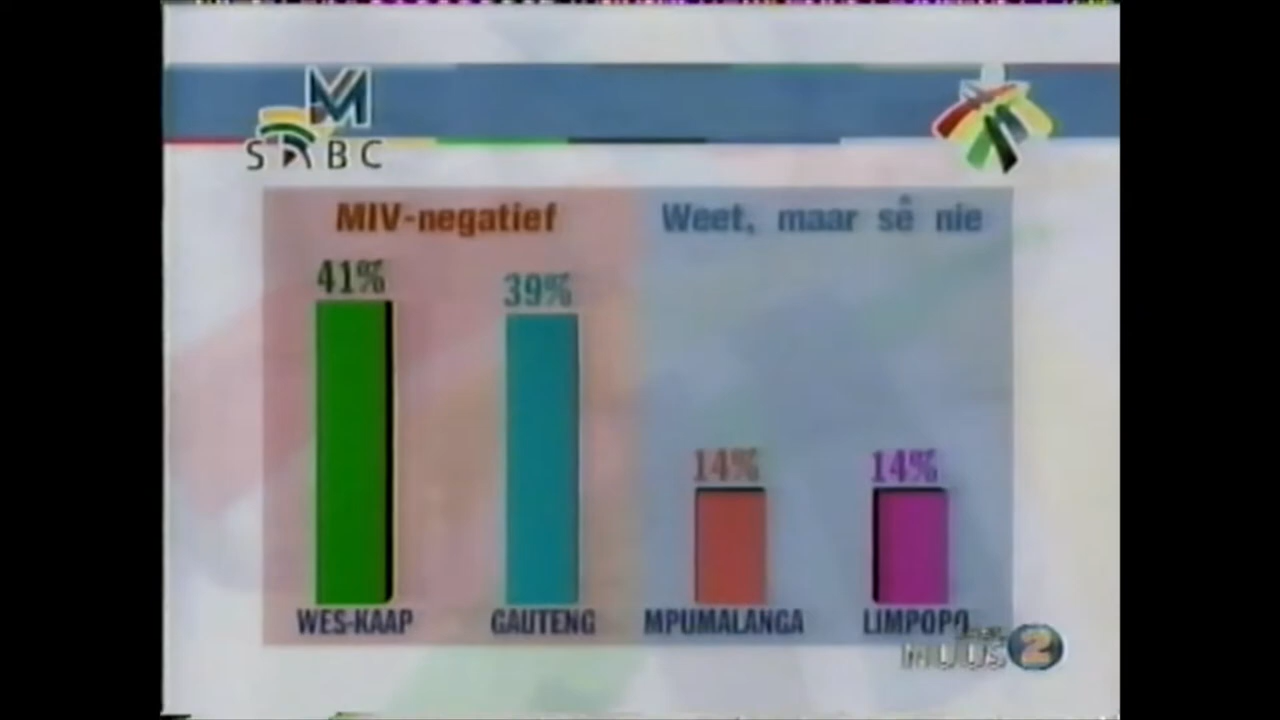 SABC
MIV-negatief
Weet, maar sê nie
41%
39%
14%
14%
WES-KAAP
GAUTENG
MPUMALANGA
LIMPOPO
NUUS 2